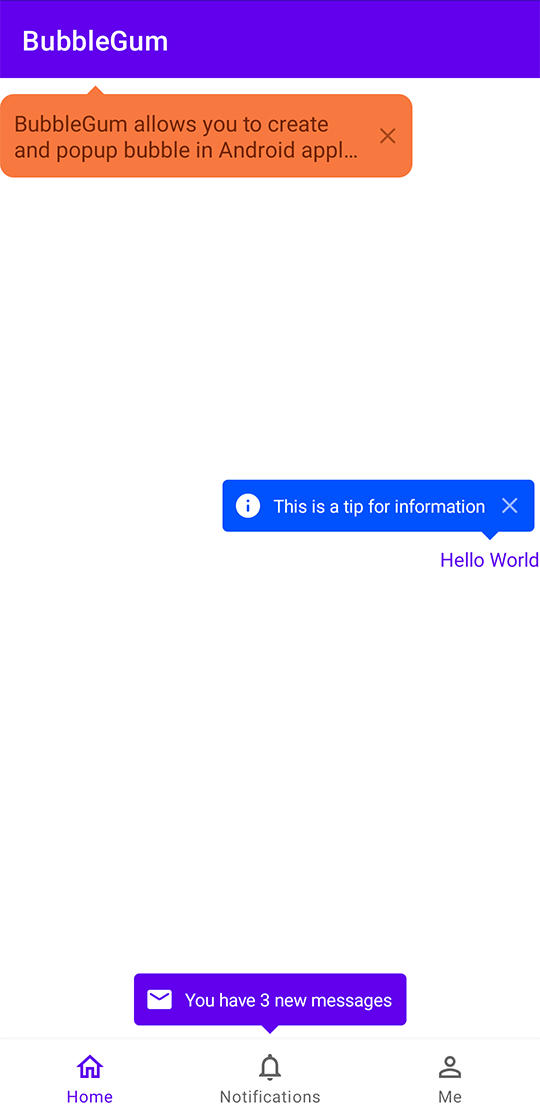 BubbleGum
BubbleGum allows you to create
and popup bubble in Android appl...
This is a tip for information
Hello World
You have 3 new messages
Home
Notifications
Me